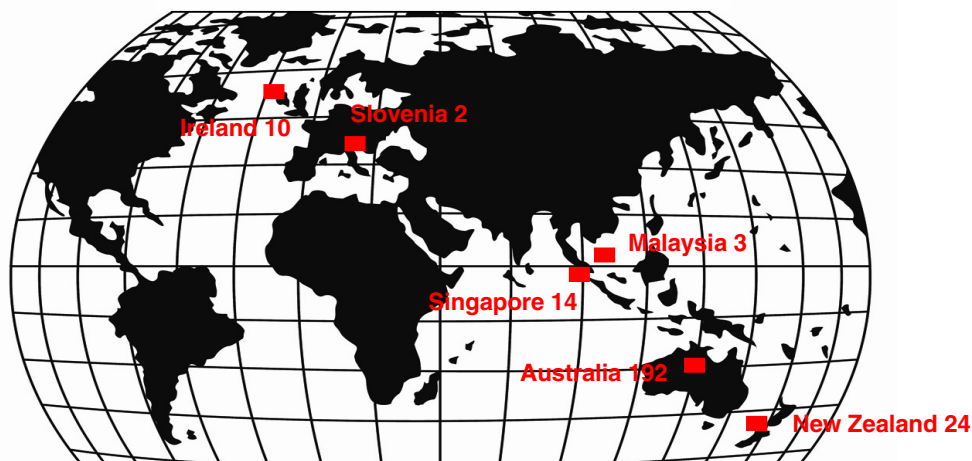 Slovenia 2
Ireland 10
Malaysia 3
Singapore 14
Australia 192
New Zealand 24